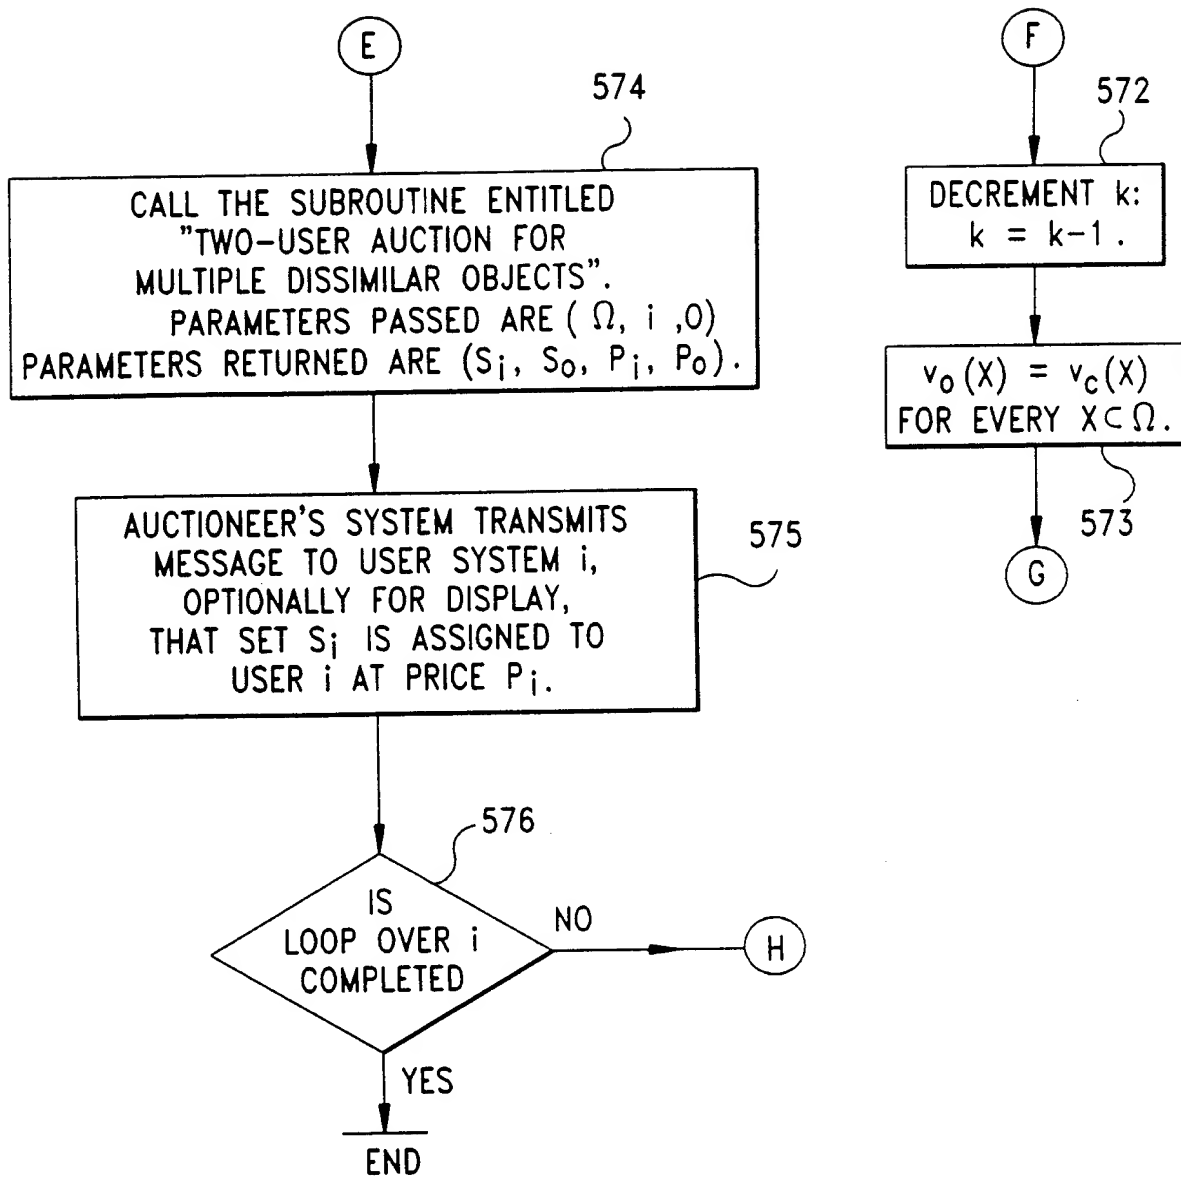 E
574
CALL THE SUBROUTINE ENTITLED
"TWO-USER AUCTION FOR
MULTIPLE DISSIMILAR OBJECTS".
PARAMETERS PASSED ARE ( Ω, i ,0)
PARAMETERS RETURNED ARE (Si, So, Pi, Po).
AUCTIONEER'S SYSTEM TRANSMITS
MESSAGE TO USER SYSTEM i,
OPTIONALLY FOR DISPLAY,
THAT SET Si IS ASSIGNED TO
USER i AT PRICE Pi.
575
576
IS
LOOP OVER i
COMPLETED
NO
H
YES
END
F
572
DECREMENT k:
k = k-1.
vo(X) = vc(X)
FOR EVERY X⊂Ω.
573
G